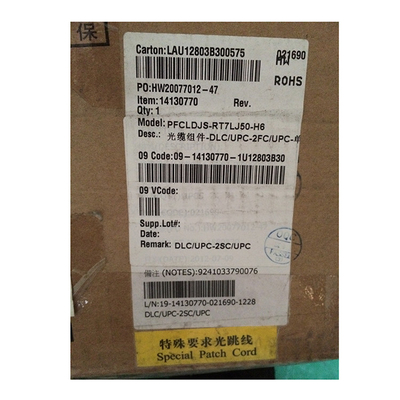 保
Carton: LAU12803B300575
021690
HW
ROHS
PO:HW20077012-47
Item:14130770 Rev.
Qty: 1
Model: PFCLDJS-RT7LJ50-H6
Desc.: 光缆组件-DLC/UPC-2FC/UPC-单
09 Code:09-14130770-1U12803B30
09 VCode:
Supp.Lot#:
Date:
Remark: DLC/UPC-2SC/UPC
備注 (NOTES):9241033790076
L/N:19-14130770-021690-1228
DLC/UPC-2SC/UPC
特殊要求光跳线
Special Patch Cord